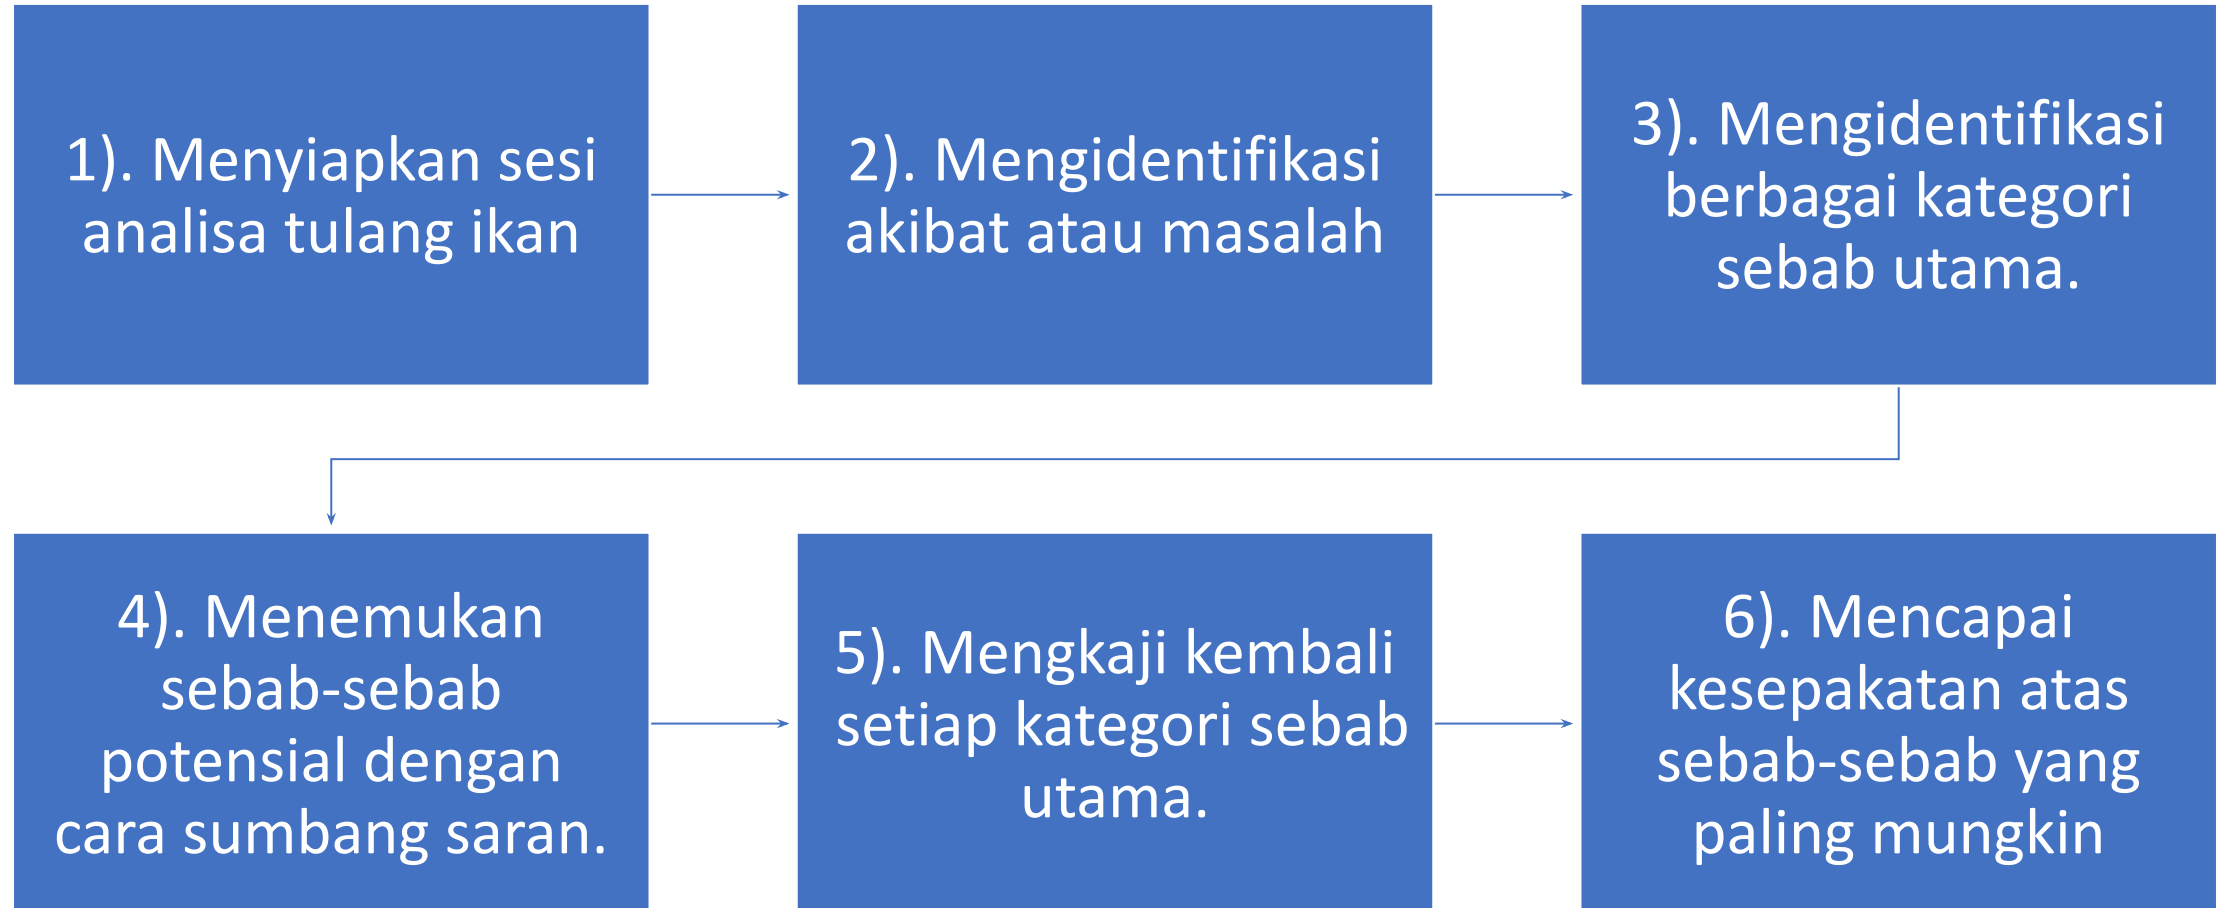 1). Menyiapkan sesi
analisa tulang ikan
2). Mengidentifikasi
akibat atau masalah
3). Mengidentifikasi
berbagai kategori
sebab utama.
4). Menemukan
sebab-sebab
potensial dengan
cara sumbang saran.
5). Mengkaji kembali
setiap kategori sebab
utama.
6). Mencapai
kesepakatan atas
sebab-sebab yang
paling mungkin